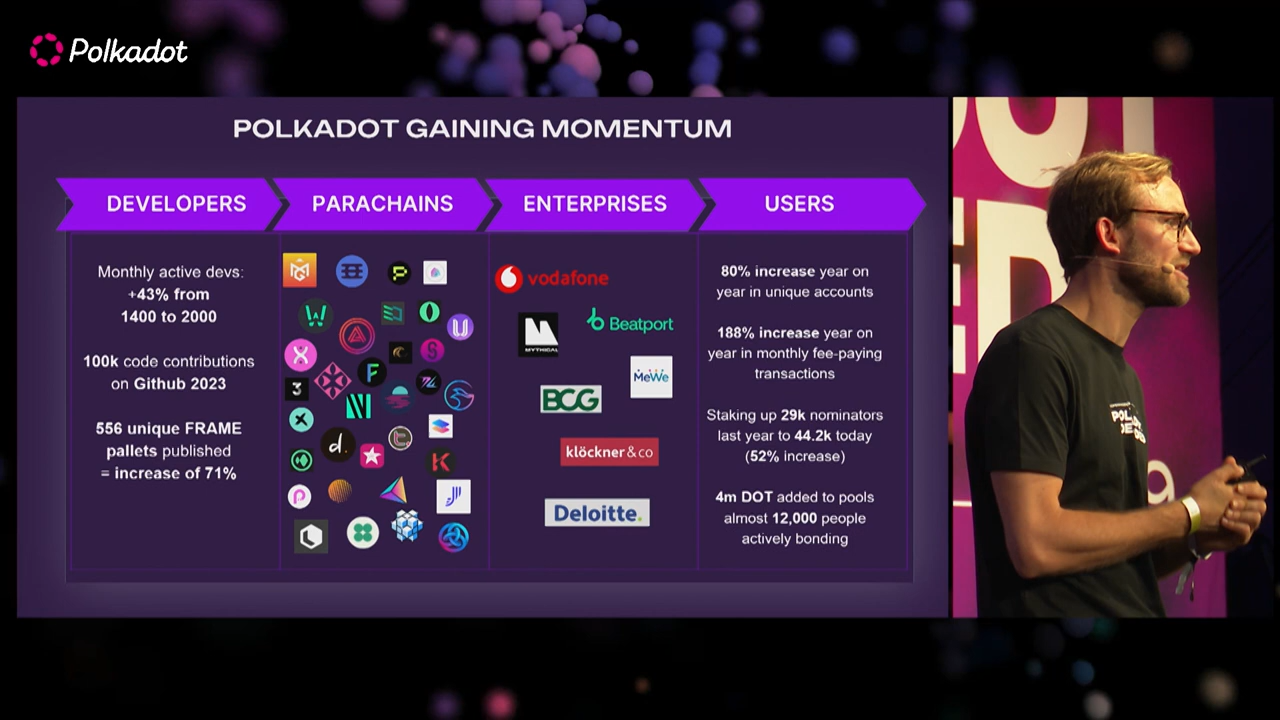 Polkadot
POLKADOT GAINING MOMENTUM
DEVELOPERS
PARACHAINS
ENTERPRISES
USERS
Monthly active devs:
+43% from
1400 to 2000
100k code contributions
on Github 2023
556 unique FRAME
pallets published
= increase of 71%
3
d.
vodafone
MYTHICAL
Beatport
MeWe
BCG
klöckner&co
Deloitte.
80% increase year on
year in unique accounts
188% increase year on
year in monthly fee-paying
transactions
Staking up 29k nominators
last year to 44.2k today
(52% increase)
4m DOT added to pools
almost 12,000 people
actively bonding